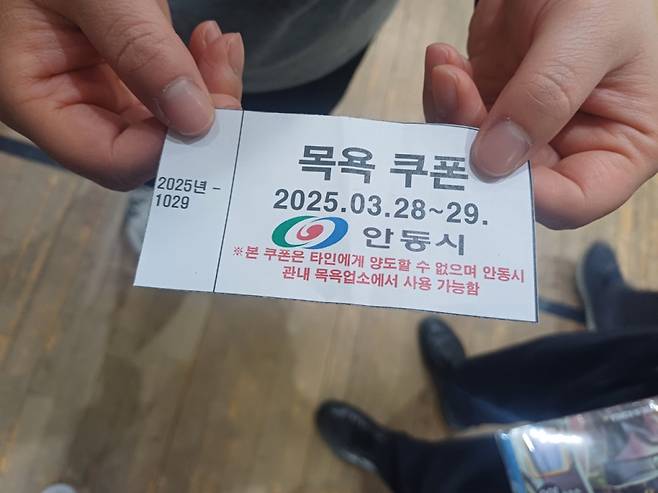 2025년 -
1029
목욕 쿠폰
2025.03.28~29.
안동시
※본 쿠폰은 타인에게 양도할 수 없으며 안동시
관내 목욕업소에서 사용 가능함